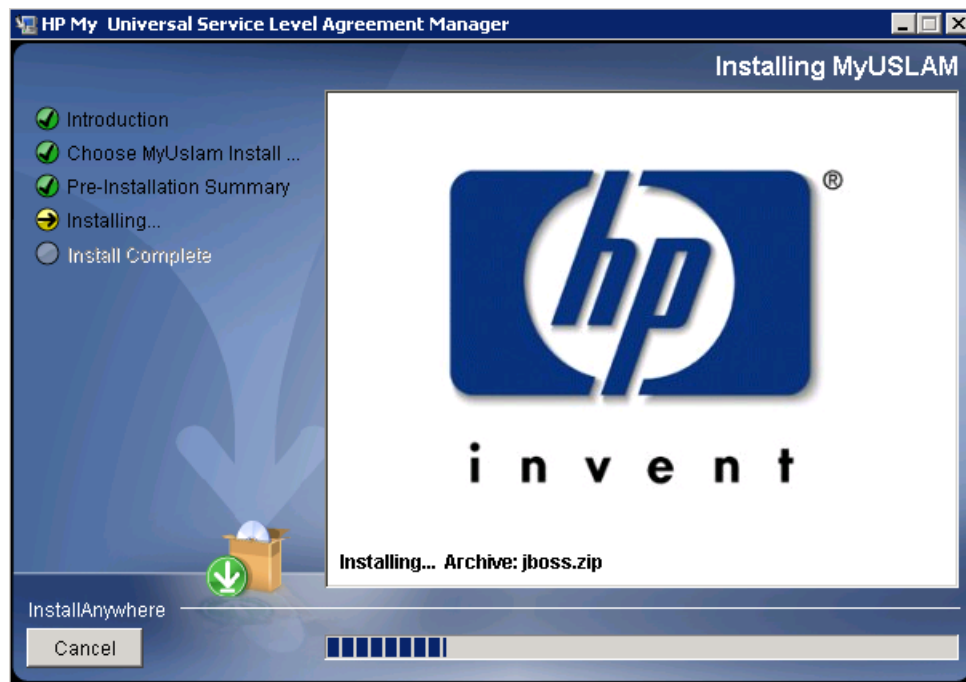 HP My Universal Service Level Agreement Manager
Installing MyUSLAM
Introduction
Choose MyUslam Install ...
Pre-Installation Summary
Installing...
Install Complete
hp
®
invent
Installing... Archive: jboss.zip
InstallAnywhere
Cancel